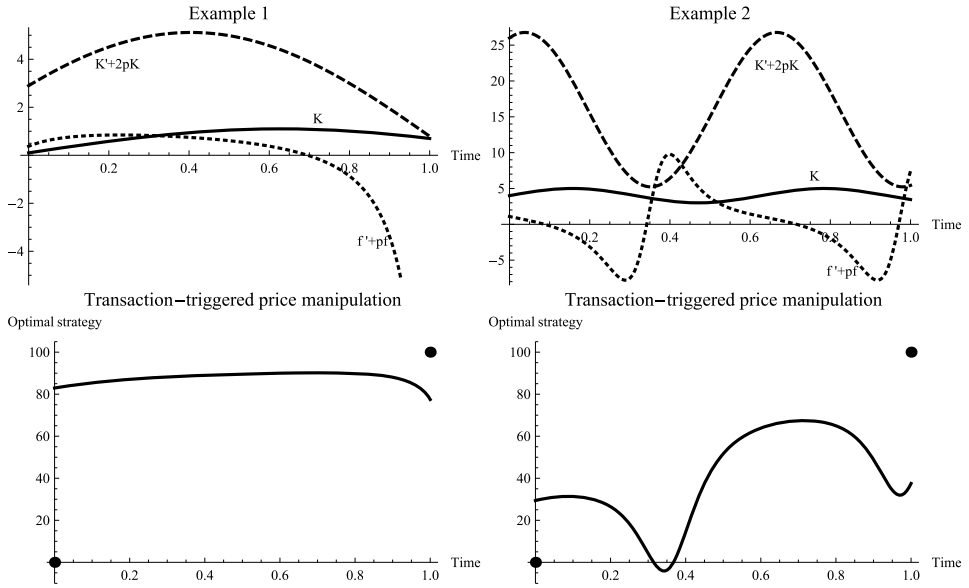 Example 1
4
2
-2
-4
0.2
0.4
0.6
0.8
1.0
Time
K'+2pK
K
f '+pf
Example 2
25
20
15
10
5
-5
0.2
0.4
0.6
0.8
1.0
Time
K'+2pK
K
f '+pf
Transaction-triggered price manipulation
Optimal strategy
100
80
60
40
20
0.2
0.4
0.6
0.8
1.0
Time
Transaction-triggered price manipulation
Optimal strategy
100
80
60
40
20
0.2
0.4
0.6
0.8
1.0
Time